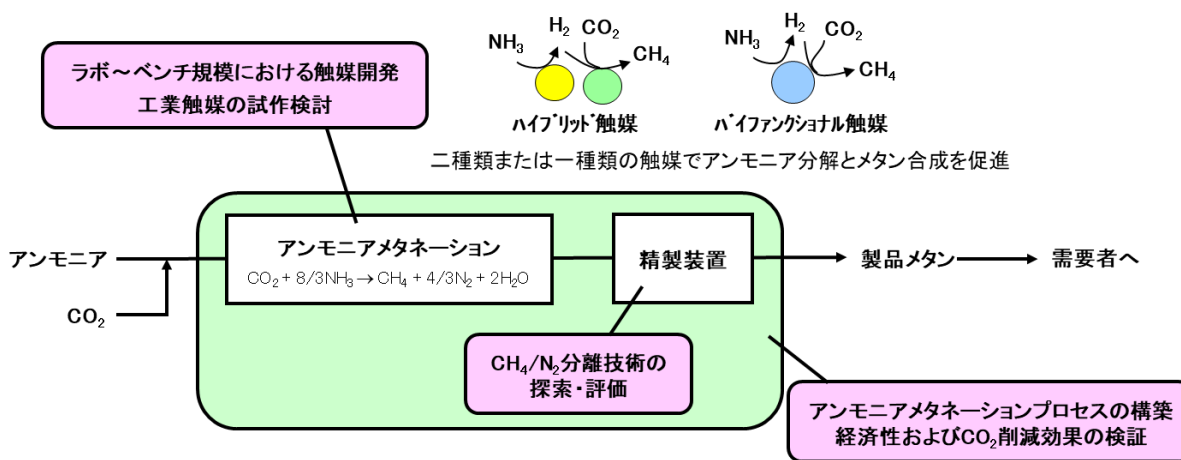 ラボ～ベンチ規模における触媒開発
工業触媒の試作検討
NH₃
H₂
CO₂
CH₄
ﾊｲﾌﾞﾘｯﾄﾞ触媒
NH₃
H₂
CO₂
CH₄
ﾊﾞｲﾌｧﾝｸｼｮﾅﾙ触媒
二種類または一種類の触媒でアンモニア分解とメタン合成を促進
アンモニア
CO₂
アンモニアメタネーション
CO₂ + 8/3NH₃ → CH₄ + 4/3N₂ + 2H₂O
精製装置
製品メタン
需要者へ
CH₄/N₂分離技術の
探索・評価
アンモニアメタネーションプロセスの構築
経済性およびCO₂削減効果の検証